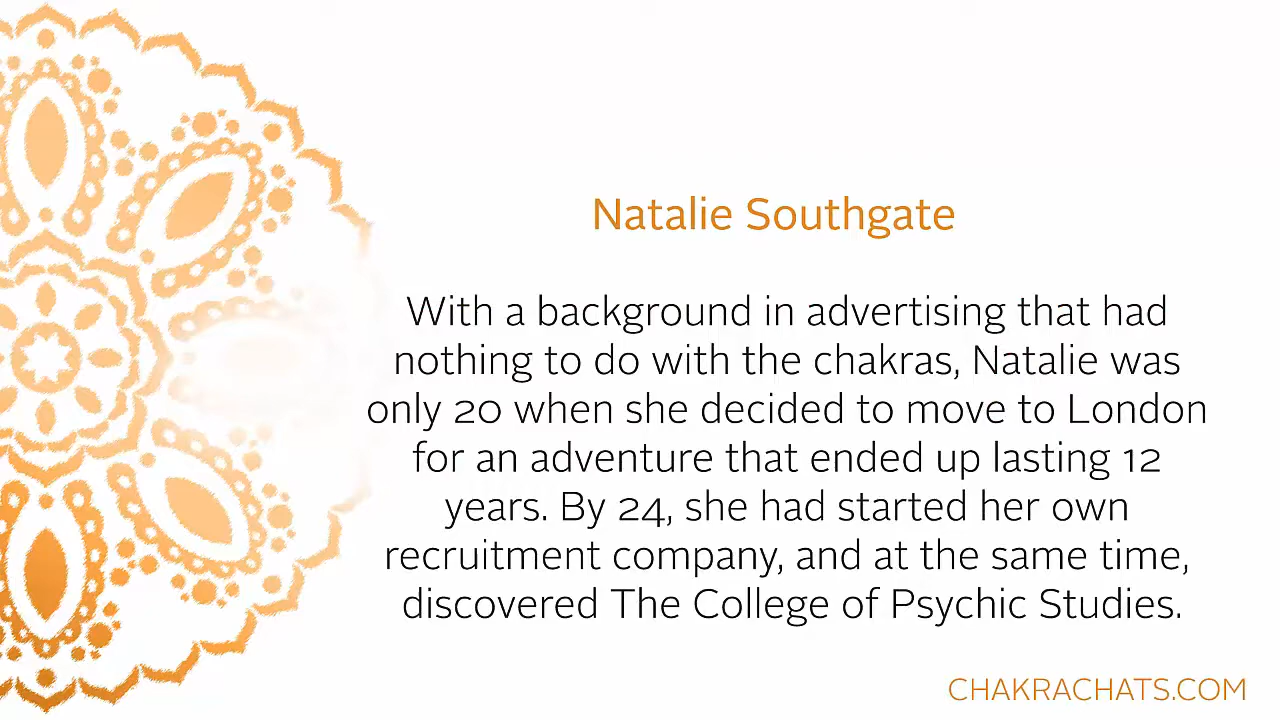 Natalie Southgate
With a background in advertising that had
nothing to do with the chakras, Natalie was
only 20 when she decided to move to London
for an adventure that ended up lasting 12
years. By 24, she had started her own
recruitment company, and at the same time,
discovered The College of Psychic Studies.
CHAKRACHATS.COM